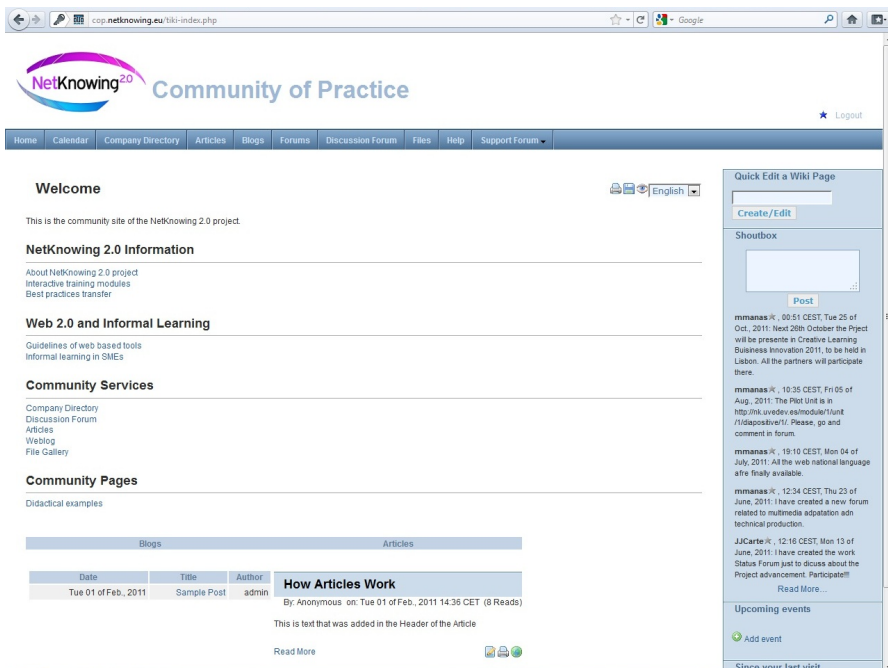 cop.netknowing.eu/tiki-index.php
Google
NetKnowing2.0
Community of Practice
Logout
Home Calendar Company Directory Articles Blogs Forums Discussion Forum Files Help Support Forum
Welcome
English
This is the community site of the NetKnowing 2.0 project.
NetKnowing 2.0 Information
About NetKnowing 2.0 project
Interactive training modules
Best practices transfer
Web 2.0 and Informal Learning
Guidelines of web based tools
Informal learning in SMEs
Community Services
Company Directory
Discussion Forum
Articles
Weblog
File Gallery
Community Pages
Didactical examples
Blogs
Articles
Date Title Author
Tue 01 of Feb., 2011 Sample Post admin
How Articles Work
By: Anonymous on: Tue 01 of Feb., 2011 14:36 CET (8 Reads)
This is text that was added in the Header of the Article
Read More
Quick Edit a Wiki Page
Create/Edit
Shoutbox
Post
mmanas , 00:51 CEST, Tue 25 of
Oct., 2011: Next 26th October the Prject
will be presente in Creative Learning
Buisiness Innovation 2011, to be held in
Lisbon. All the partners will participate
there.
mmanas , 10:35 CEST, Fri 05 of
Aug., 2011: The Pilot Unit is in
http://nk.uvedev.es/module/1/unit
/1/diapositive/1/. Please, go and
comment in forum.
mmanas , 19:10 CEST, Mon 04 of
July, 2011: All the web national language
afre finally available.
mmanas , 12:34 CEST, Thu 23 of
June, 2011: I have created a new forum
related to multimedia adpatation adn
technical production.
JJCarte , 12:16 CEST, Mon 13 of
June, 2011: I have created the work
Status Forum just to dicuss about the
Project advancement. Participate!!!
Read More...
Upcoming events
Add event
Since your last visit